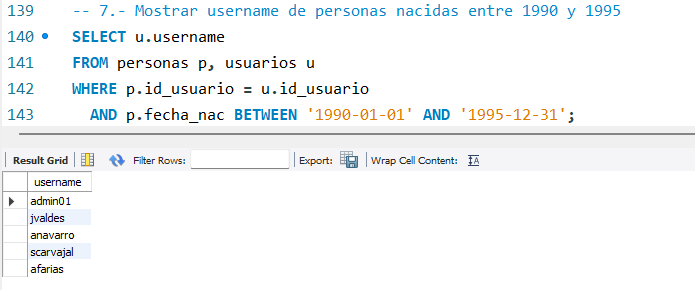 139 -- 7.- Mostrar username de personas nacidas entre 1990 y 1995
140 SELECT u.username
141 FROM personas p, usuarios u
142 WHERE p.id_usuario = u.id_usuario
143 AND p.fecha_nac BETWEEN '1990-01-01' AND '1995-12-31';
Result Grid Filter Rows: Export: Wrap Cell Content:
username
admin01
jvaldes
anavarro
scarvajal
afarias